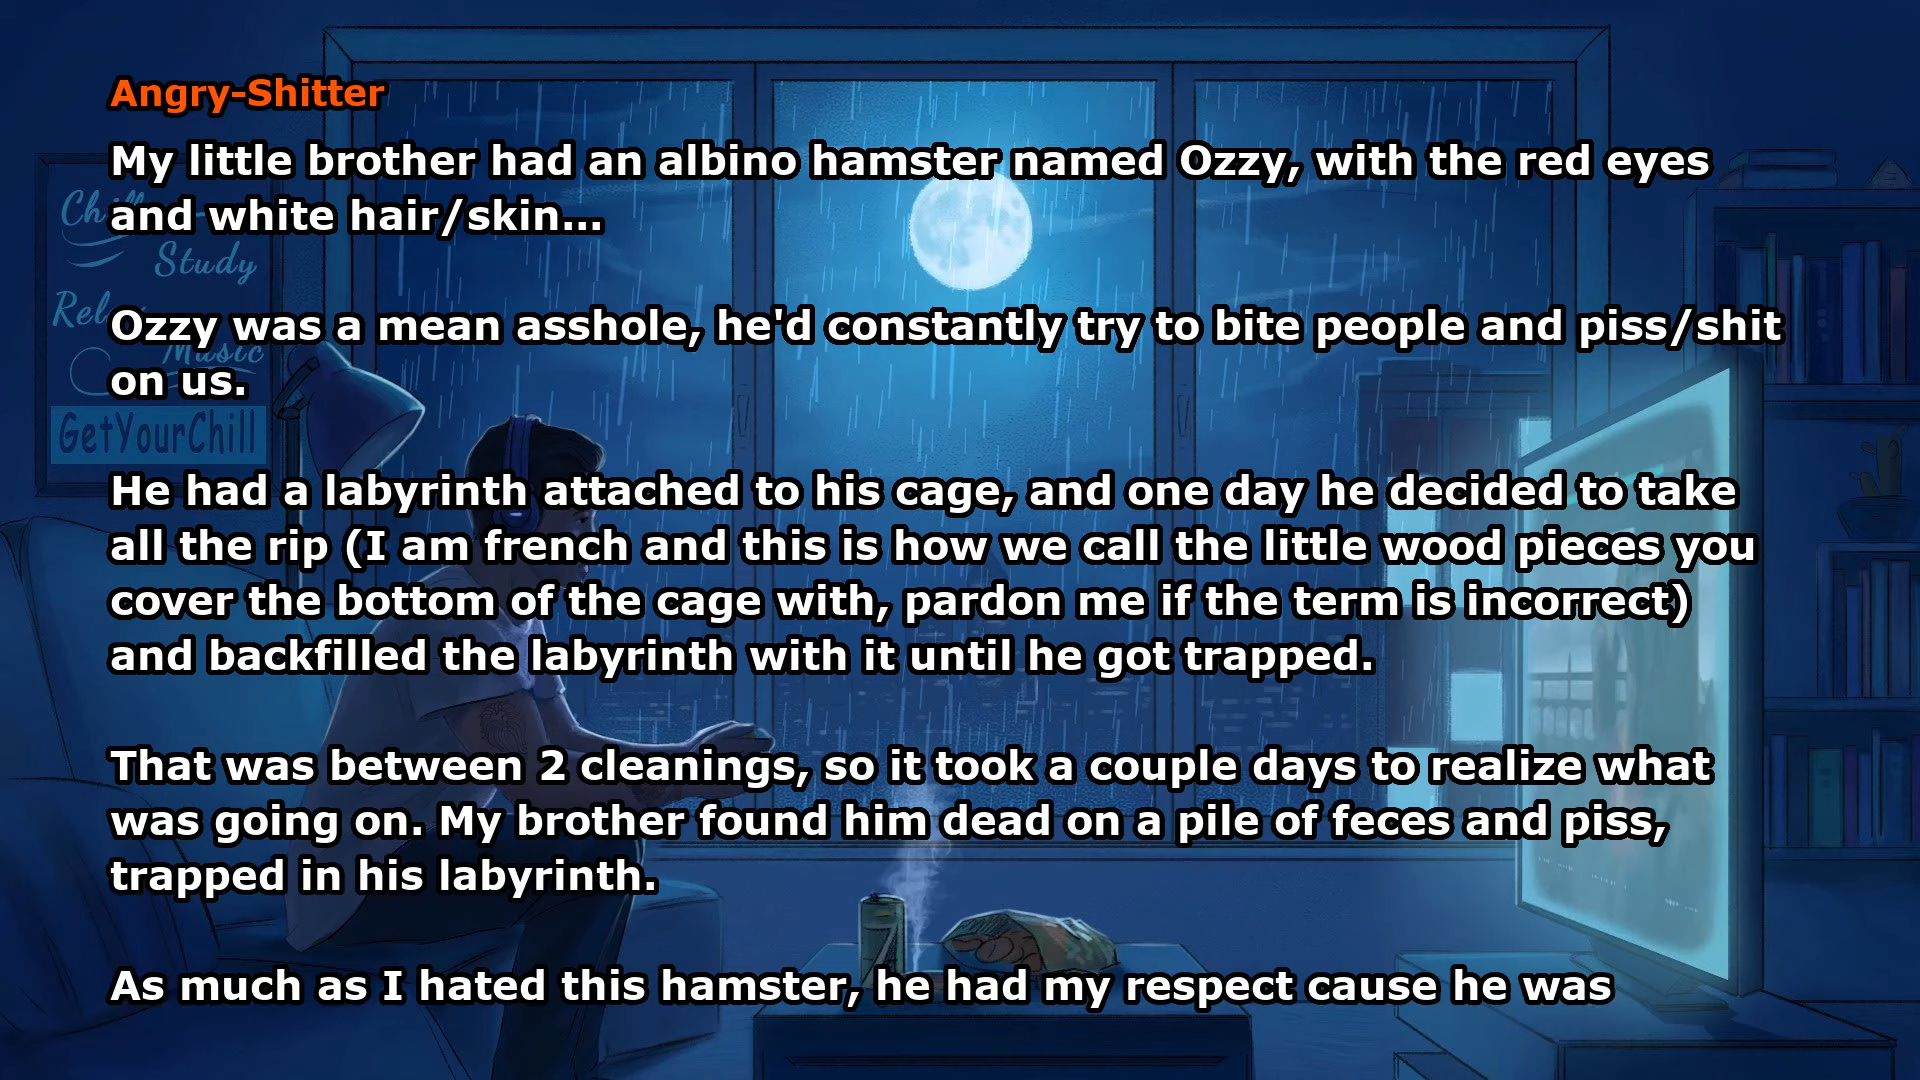 Angry-Shitter
My little brother had an albino hamster named Ozzy, with the red eyes
and white hair/skin...
Ozzy was a mean asshole, he'd constantly try to bite people and piss/shit
on us.
He had a labyrinth attached to his cage, and one day he decided to take
all the rip (I am french and this is how we call the little wood pieces you
cover the bottom of the cage with, pardon me if the term is incorrect)
and backfilled the labyrinth with it until he got trapped.
That was between 2 cleanings, so it took a couple days to realize what
was going on. My brother found him dead on a pile of feces and piss,
trapped in his labyrinth.
As much as I hated this hamster, he had my respect cause he was
Study
Music
GetYourChill